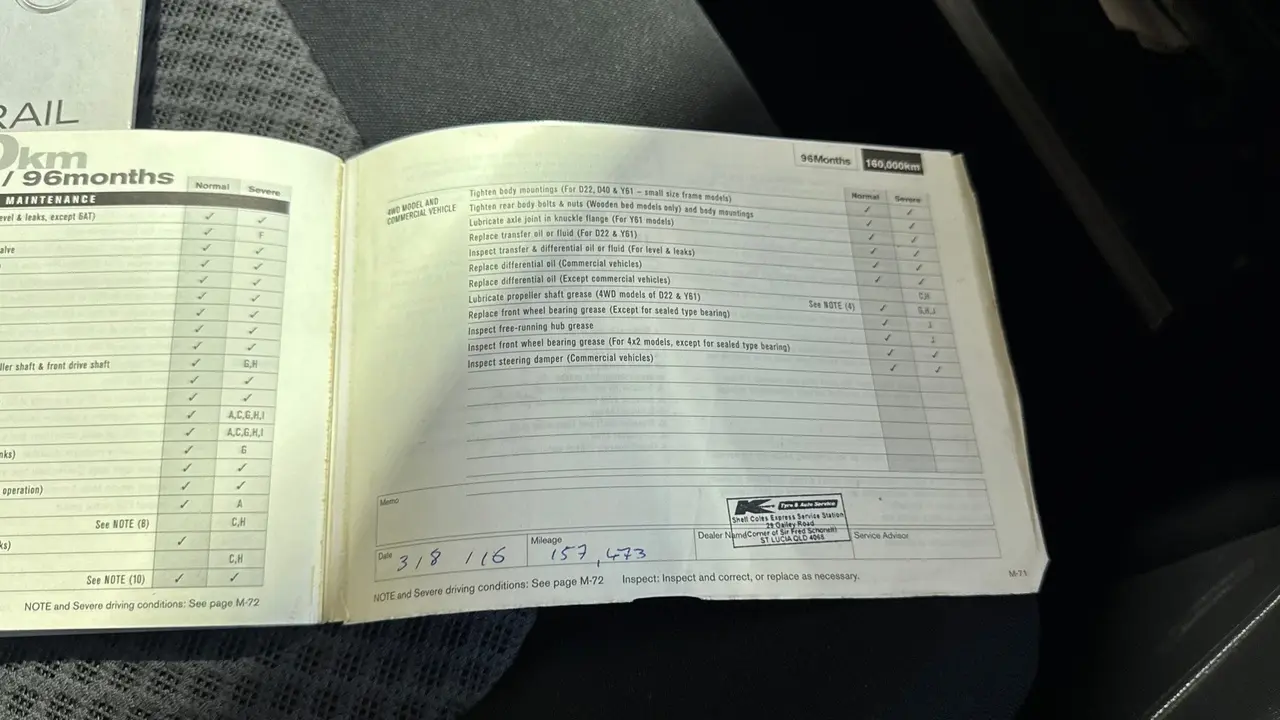 RAIL
0km
/ 96months
Normal Severe
MAINTENANCE
evel & leaks, except 6AT) ✓ ✓
✓ F
alve ✓ ✓
✓ ✓
✓ ✓
✓ ✓
✓ ✓
✓ ✓
✓ ✓
ller shaft & front drive shaft ✓ G,H
✓ ✓
✓ ✓
✓ A,C,G,H,I
✓ A,C,G,H,I
nks) ✓ G
✓ ✓
operation) ✓ ✓
✓ A
See NOTE (8) C,H
ks) ✓
C,H
See NOTE (10) ✓ ✓
NOTE and Severe driving conditions: See page M-72
96Months 160,000km
Normal Severe
4WD MODEL AND
COMMERCIAL VEHICLE
Tighten body mountings (For D22, D40 & Y61 – small size frame models) ✓ ✓
Tighten rear body bolts & nuts (Wooden bed models only) and body mountings ✓ ✓
Lubricate axle joint in knuckle flange (For Y61 models) ✓ ✓
Replace transfer oil or fluid (For D22 & Y61) ✓ ✓
Inspect transfer & differential oil or fluid (For level & leaks) ✓ ✓
Replace differential oil (Commercial vehicles) ✓ ✓
Replace differential oil (Except commercial vehicles) C,H
Lubricate propeller shaft grease (4WD models of D22 & Y61) See NOTE (4) ✓ G,H,I
Replace front wheel bearing grease (Except for sealed type bearing) ✓
Inspect free-running hub grease ✓
Inspect front wheel bearing grease (For 4x2 models, except for sealed type bearing) ✓ ✓
Inspect steering damper (Commercial vehicles) ✓ ✓
Memo
K Tyre & Auto Service
Shell Coles Express Service Station
29 Gailey Road
(Corner of Sir Fred Schonell)
ST LUCIA QLD 4068
Date 3/8/16
Mileage 157,473
Dealer Name
Service Advisor
NOTE and Severe driving conditions: See page M-72 Inspect: Inspect and correct, or replace as necessary.
M-71